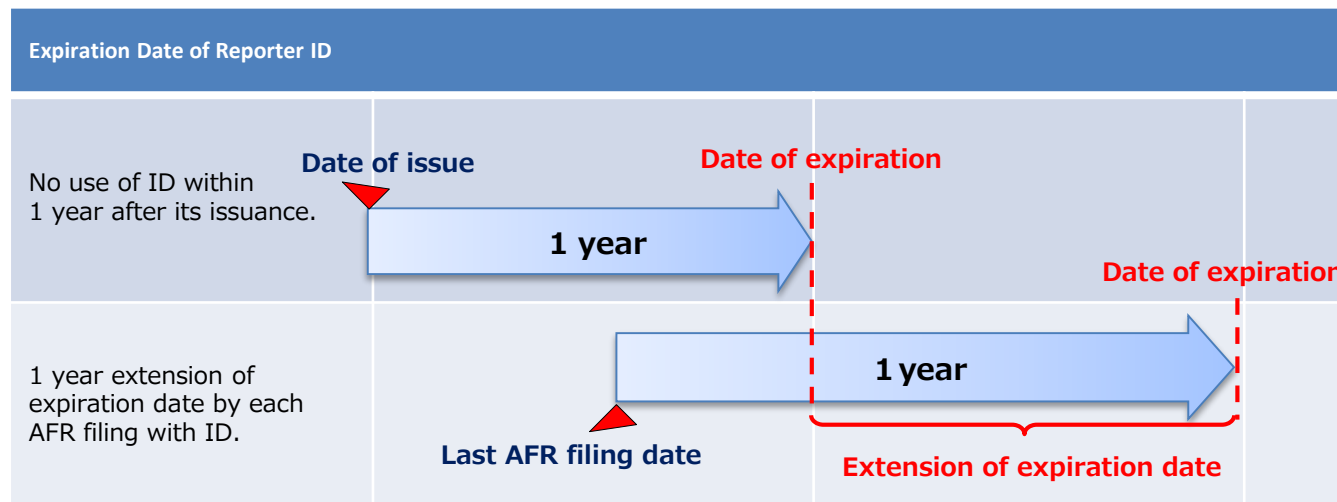 Expiration Date of Reporter ID
No use of ID within
1 year after its issuance.
Date of issue
Date of expiration
1 year
Date of expiration
1 year extension of
expiration date by each
AFR filing with ID.
1 year
Last AFR filing date
Extension of expiration date